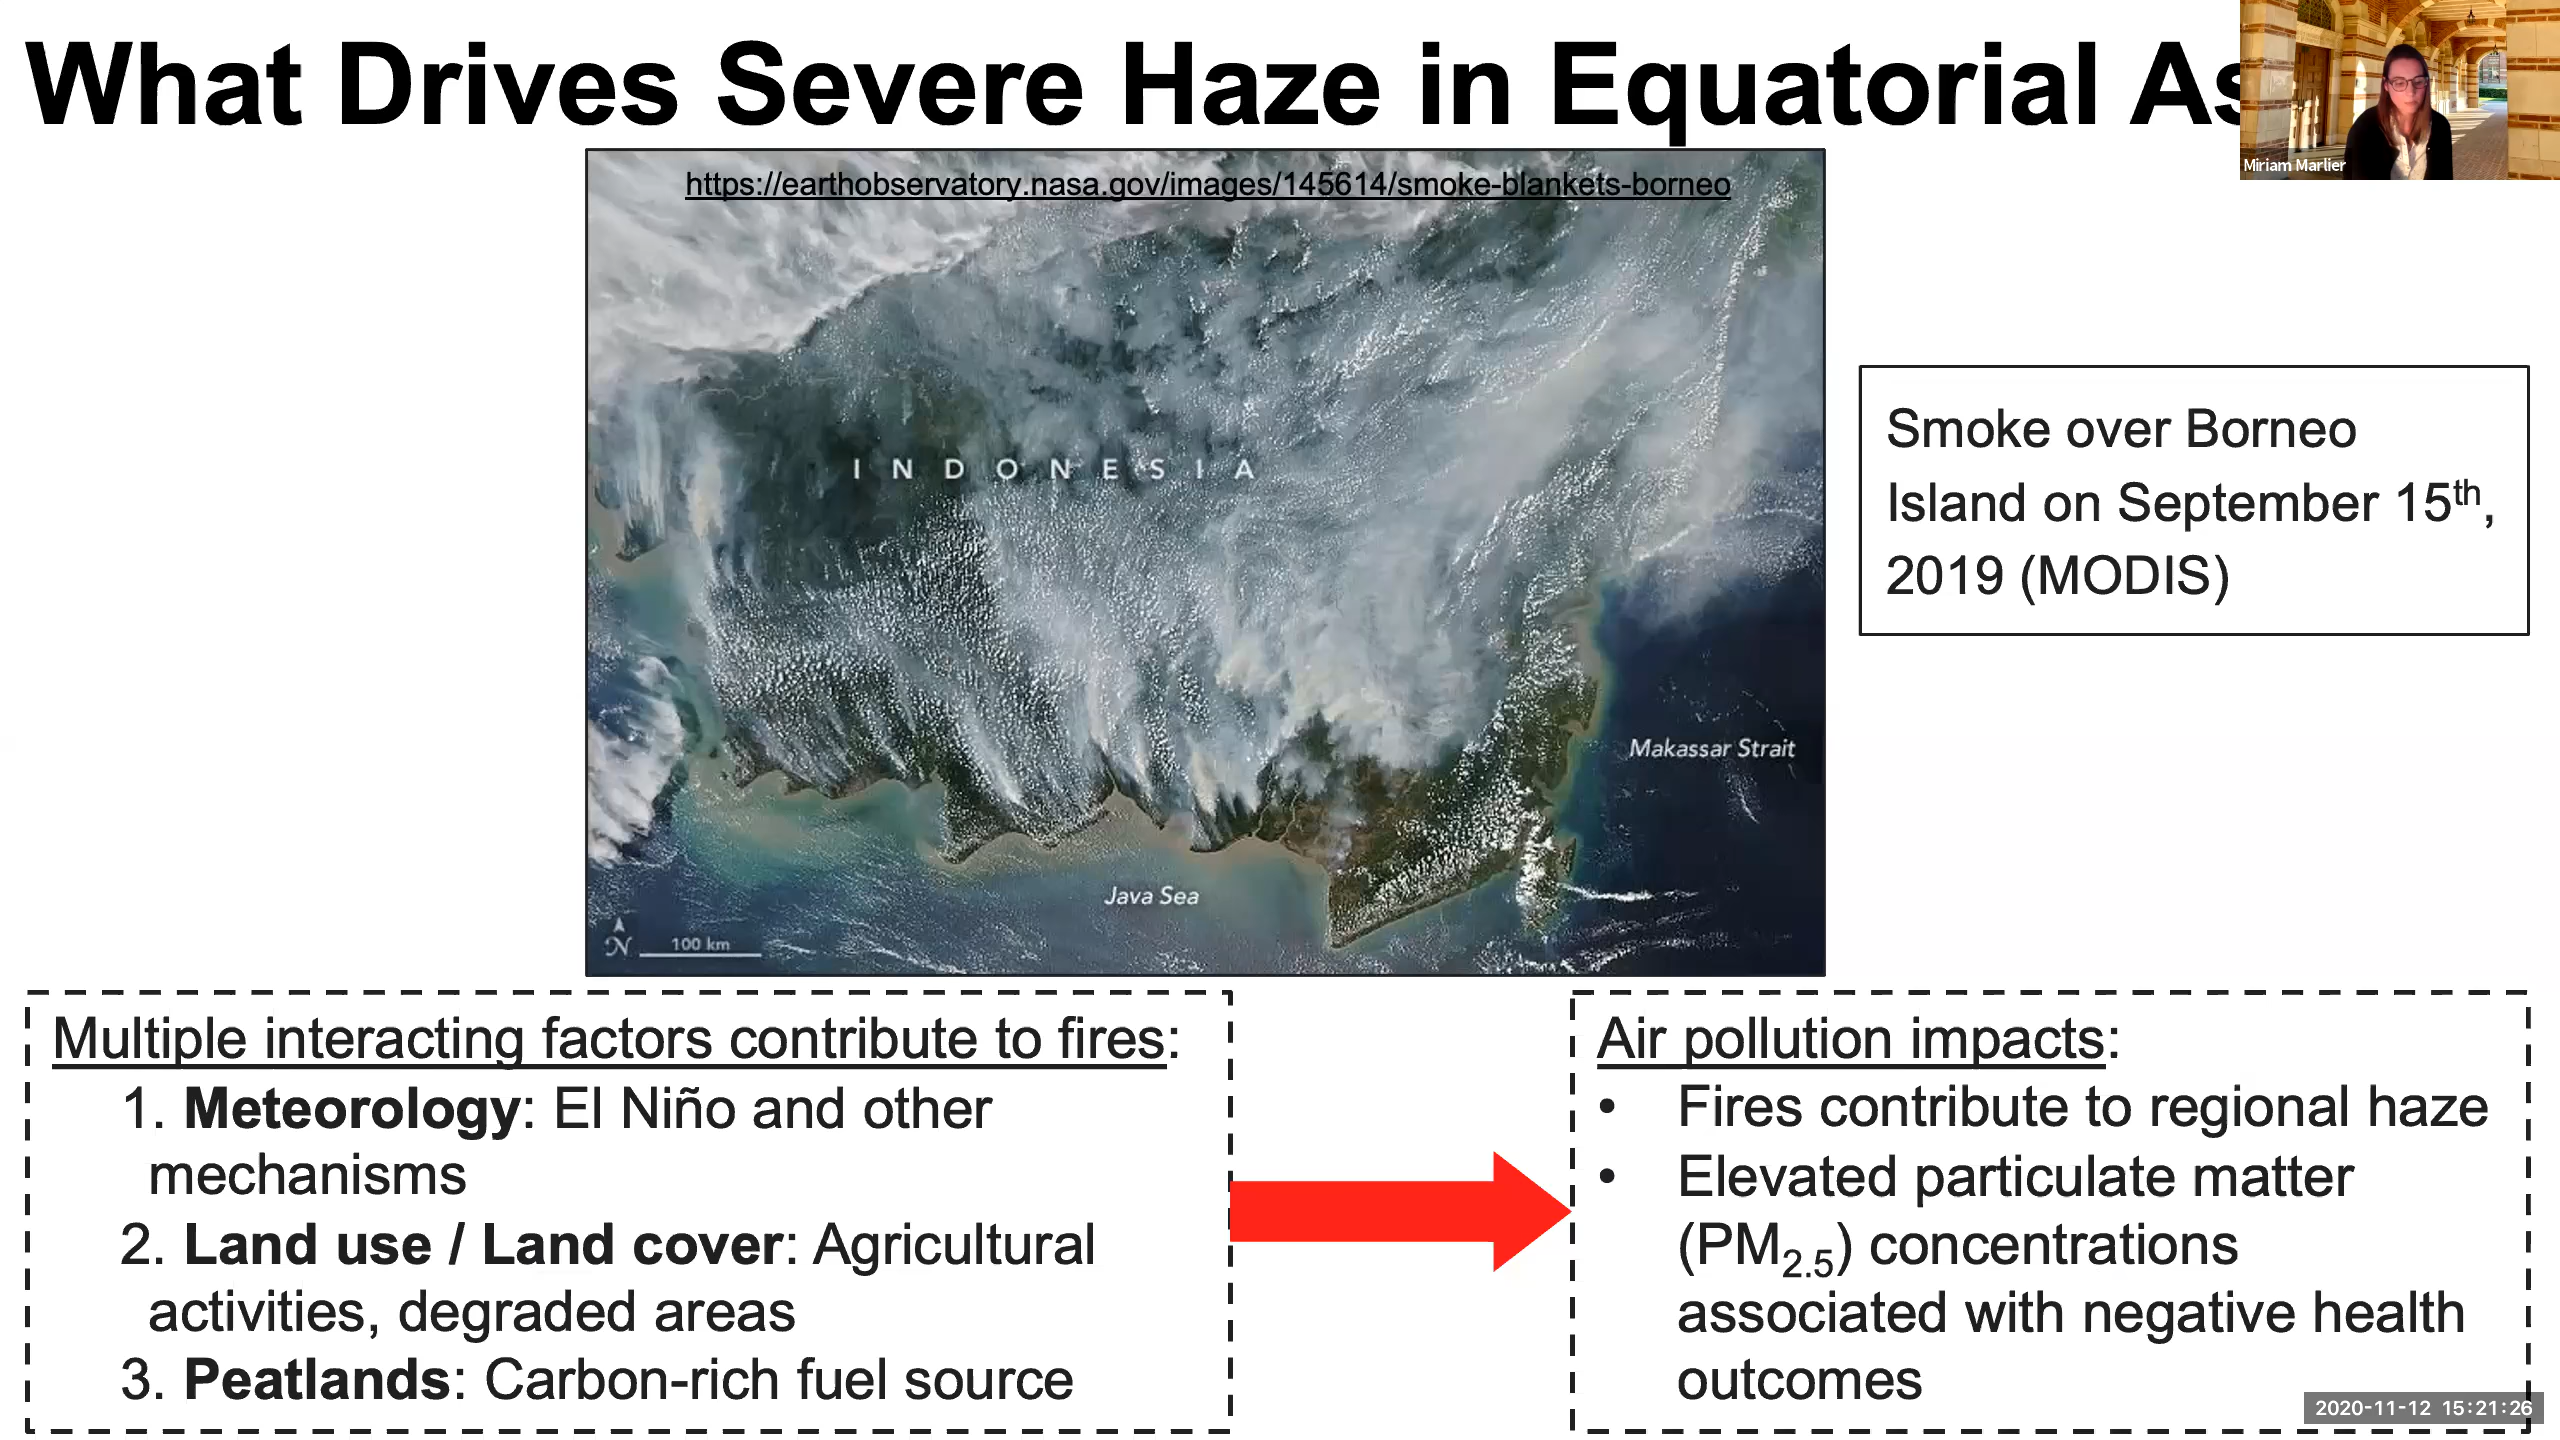 What Drives Severe Haze in Equatorial As
Miriam Marlier
https://earthobservatory.nasa.gov/images/145614/smoke-blankets-borneo
INDONESIA
Makassar Strait
Java Sea
N
100 km
Smoke over Borneo
Island on September 15th,
2019 (MODIS)
Multiple interacting factors contribute to fires:
1. Meteorology: El Niño and other
mechanisms
2. Land use / Land cover: Agricultural
activities, degraded areas
3. Peatlands: Carbon-rich fuel source
Air pollution impacts:
• Fires contribute to regional haze
• Elevated particulate matter
(PM2.5) concentrations
associated with negative health
outcomes
2020-11-12 15:21:26